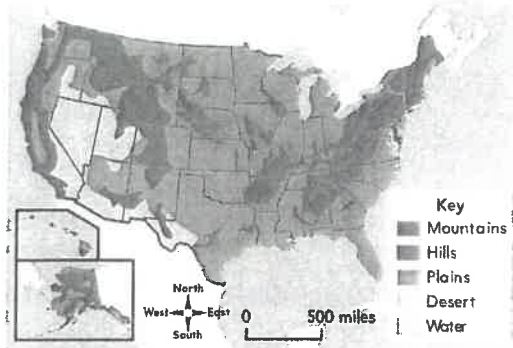 Key
Mountains
Hills
Plains
Desert
Water
North
West East
South
0 500 miles